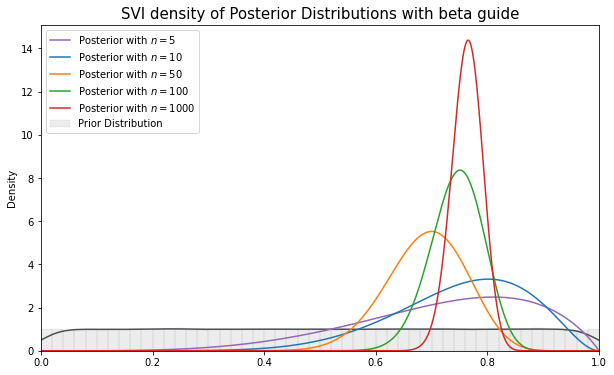 SVI density of Posterior Distributions with beta guide
Posterior with n = 5
Posterior with n = 10
Posterior with n = 50
Posterior with n = 100
Posterior with n = 1000
Prior Distribution
Density
14
12
10
8
6
4
2
0
0.0
0.2
0.4
0.6
0.8
1.0